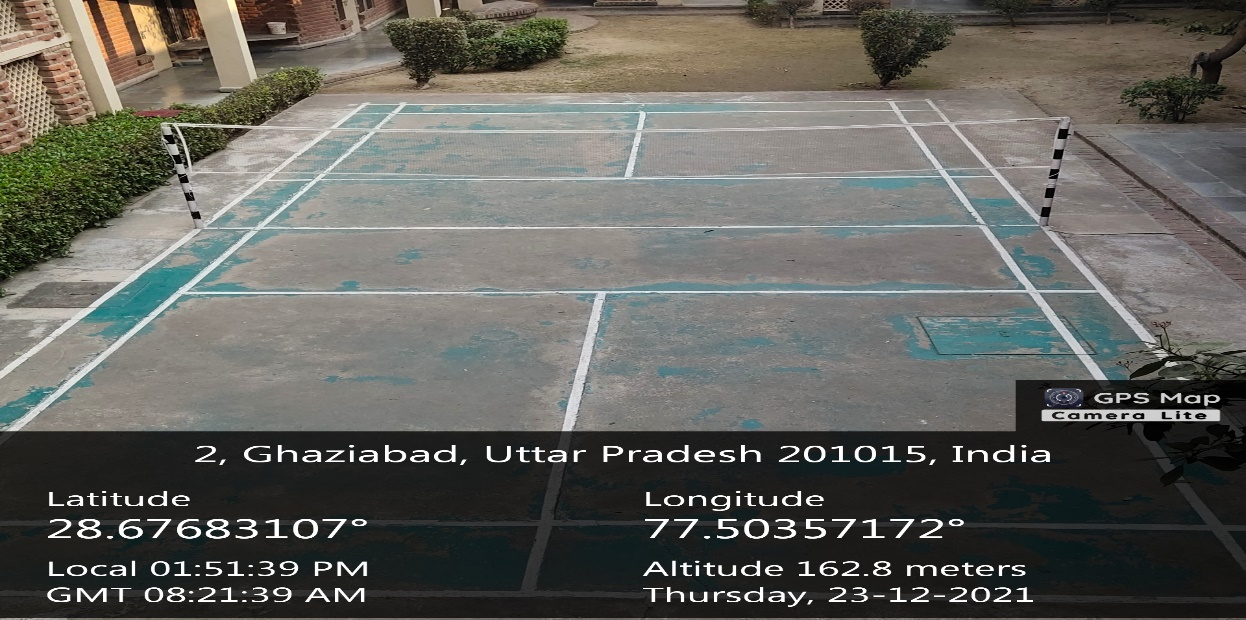 GPS Map
Camera Lite
2, Ghaziabad, Uttar Pradesh 201015, India
Latitude
28.67683107°
Longitude
77.50357172°
Local 01:51:39 PM
GMT 08:21:39 AM
Altitude 162.8 meters
Thursday, 23-12-2021